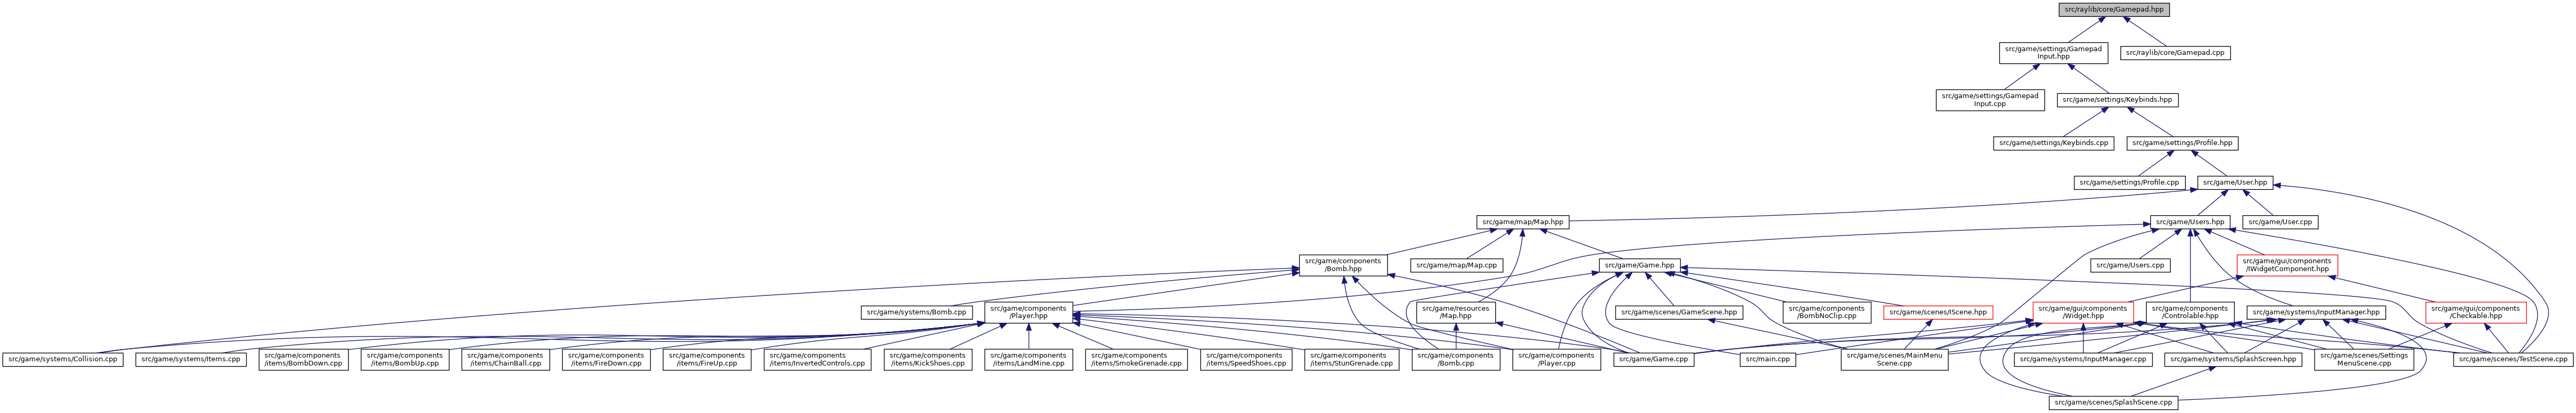 src/raylib/core/Gamepad.hpp
src/game/settings/Gamepad
Input.hpp
src/raylib/core/Gamepad.cpp
src/game/settings/Gamepad
Input.cpp
src/game/settings/Keybinds.hpp
src/game/settings/Keybinds.cpp
src/game/settings/Profile.hpp
src/game/settings/Profile.cpp
src/game/User.hpp
src/game/map/Map.hpp
src/game/Users.hpp
src/game/User.cpp
src/game/components
/Bomb.hpp
src/game/map/Map.cpp
src/game/Game.hpp
src/game/Users.cpp
src/game/gui/components
/IWidgetComponent.hpp
src/game/systems/Bomb.cpp
src/game/components
/Player.hpp
src/game/resources
/Map.hpp
src/game/scenes/GameScene.hpp
src/game/components
/BombNoClip.cpp
src/game/scenes/IScene.hpp
src/game/gui/components
/Widget.hpp
src/game/components
/Controlable.hpp
src/game/systems/InputManager.hpp
src/game/gui/components
/Checkable.hpp
src/game/systems/Collision.cpp
src/game/systems/Items.cpp
src/game/components
/items/BombDown.cpp
src/game/components
/items/BombUp.cpp
src/game/components
/items/ChainBall.cpp
src/game/components
/items/FireDown.cpp
src/game/components
/items/FireUp.cpp
src/game/components
/items/InvertedControls.cpp
src/game/components
/items/KickShoes.cpp
src/game/components
/items/LandMine.cpp
src/game/components
/items/SmokeGrenade.cpp
src/game/components
/items/SpeedShoes.cpp
src/game/components
/items/StunGrenade.cpp
src/game/components
/Bomb.cpp
src/game/components
/Player.cpp
src/game/Game.cpp
src/main.cpp
src/game/scenes/MainMenu
Scene.cpp
src/game/systems/InputManager.cpp
src/game/systems/SplashScreen.hpp
src/game/scenes/Settings
MenuScene.cpp
src/game/scenes/TestScene.cpp
src/game/scenes/SplashScene.cpp